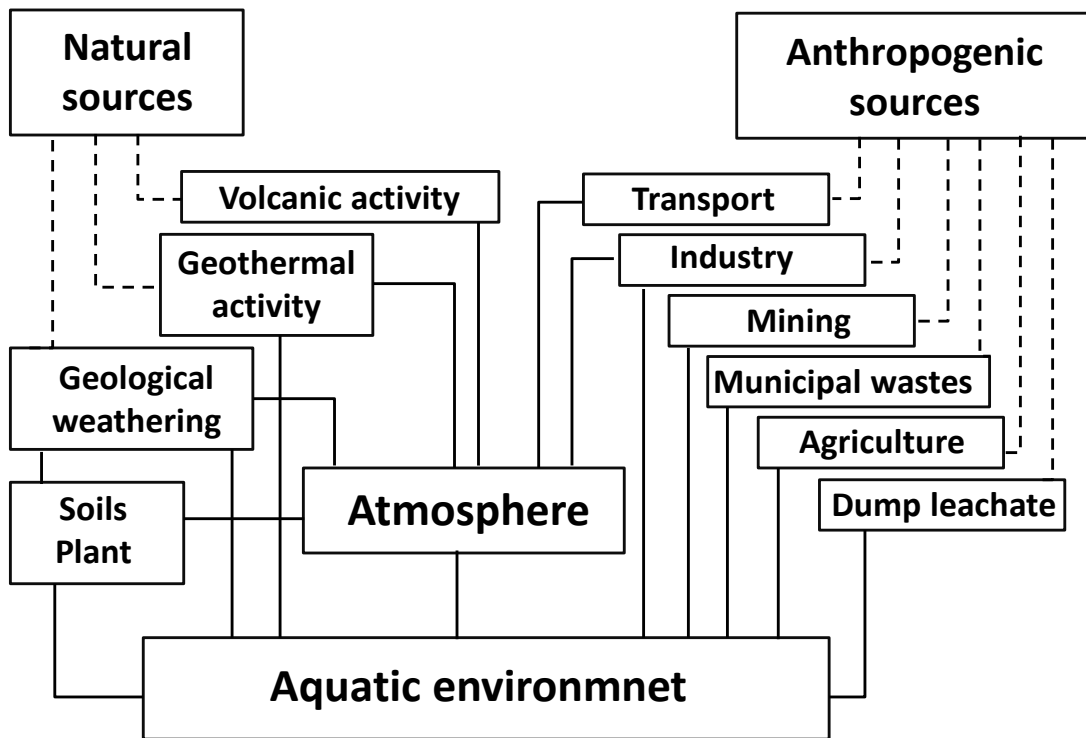 Natural
sources
Anthropogenic
sources
Volcanic activity
Transport
Geothermal
activity
Industry
Mining
Geological
weathering
Municipal wastes
Agriculture
Soils
Plant
Atmosphere
Dump leachate
Aquatic environmnet